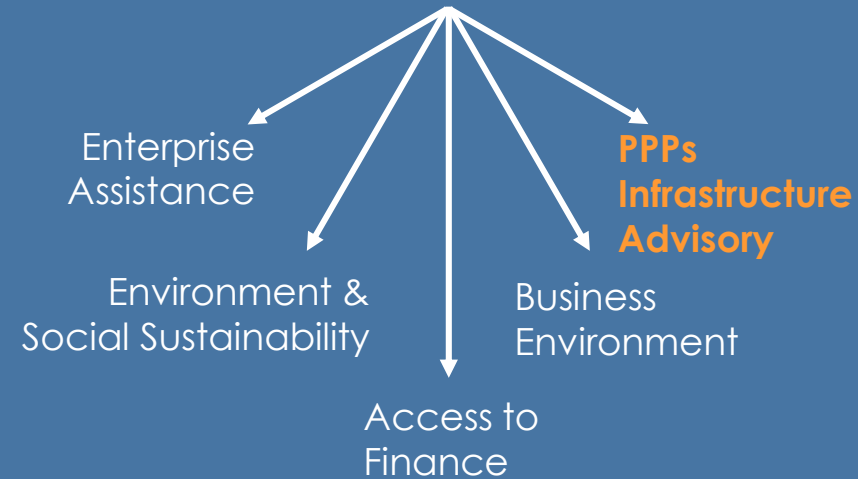 Enterprise
Assistance
PPPs
Infrastructure
Advisory
Environment &
Social Sustainability
Business
Environment
Access to
Finance